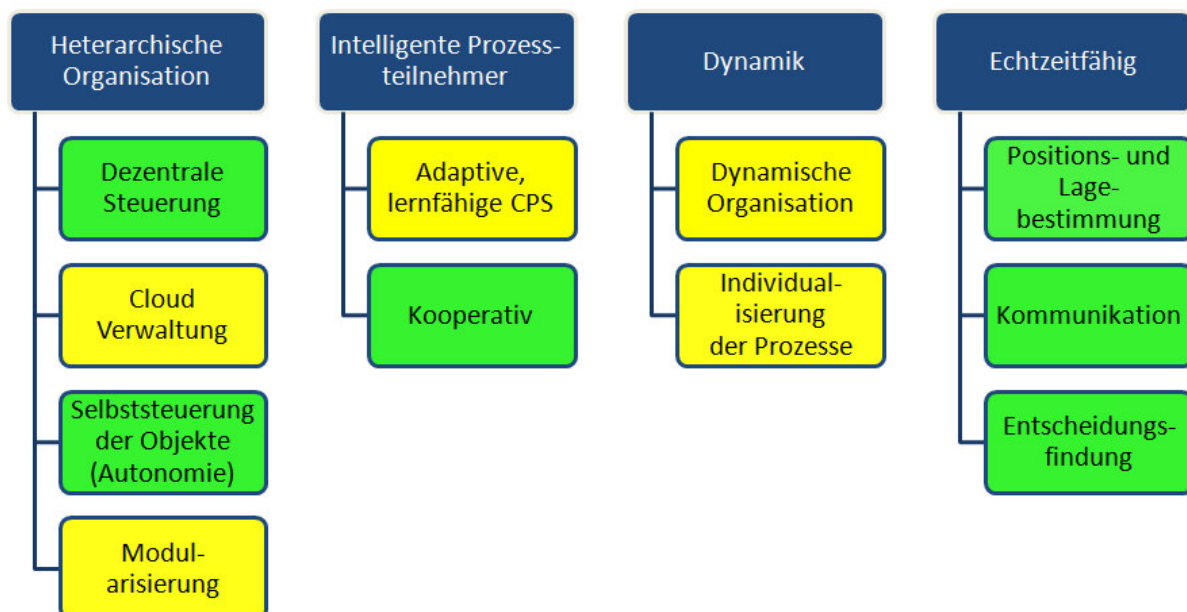 Heterarchische
Organisation
Dezentrale
Steuerung
Cloud
Verwaltung
Selbststeuerung
der Objekte
(Autonomie)
Modul-
arisierung
Intelligente Prozess-
teilnehmer
Adaptive,
lernfähige CPS
Kooperativ
Dynamik
Dynamische
Organisation
Individual-
isierung
der Prozesse
Echtzeitfähig
Positions- und
Lage-
bestimmung
Kommunikation
Entscheidungs-
findung